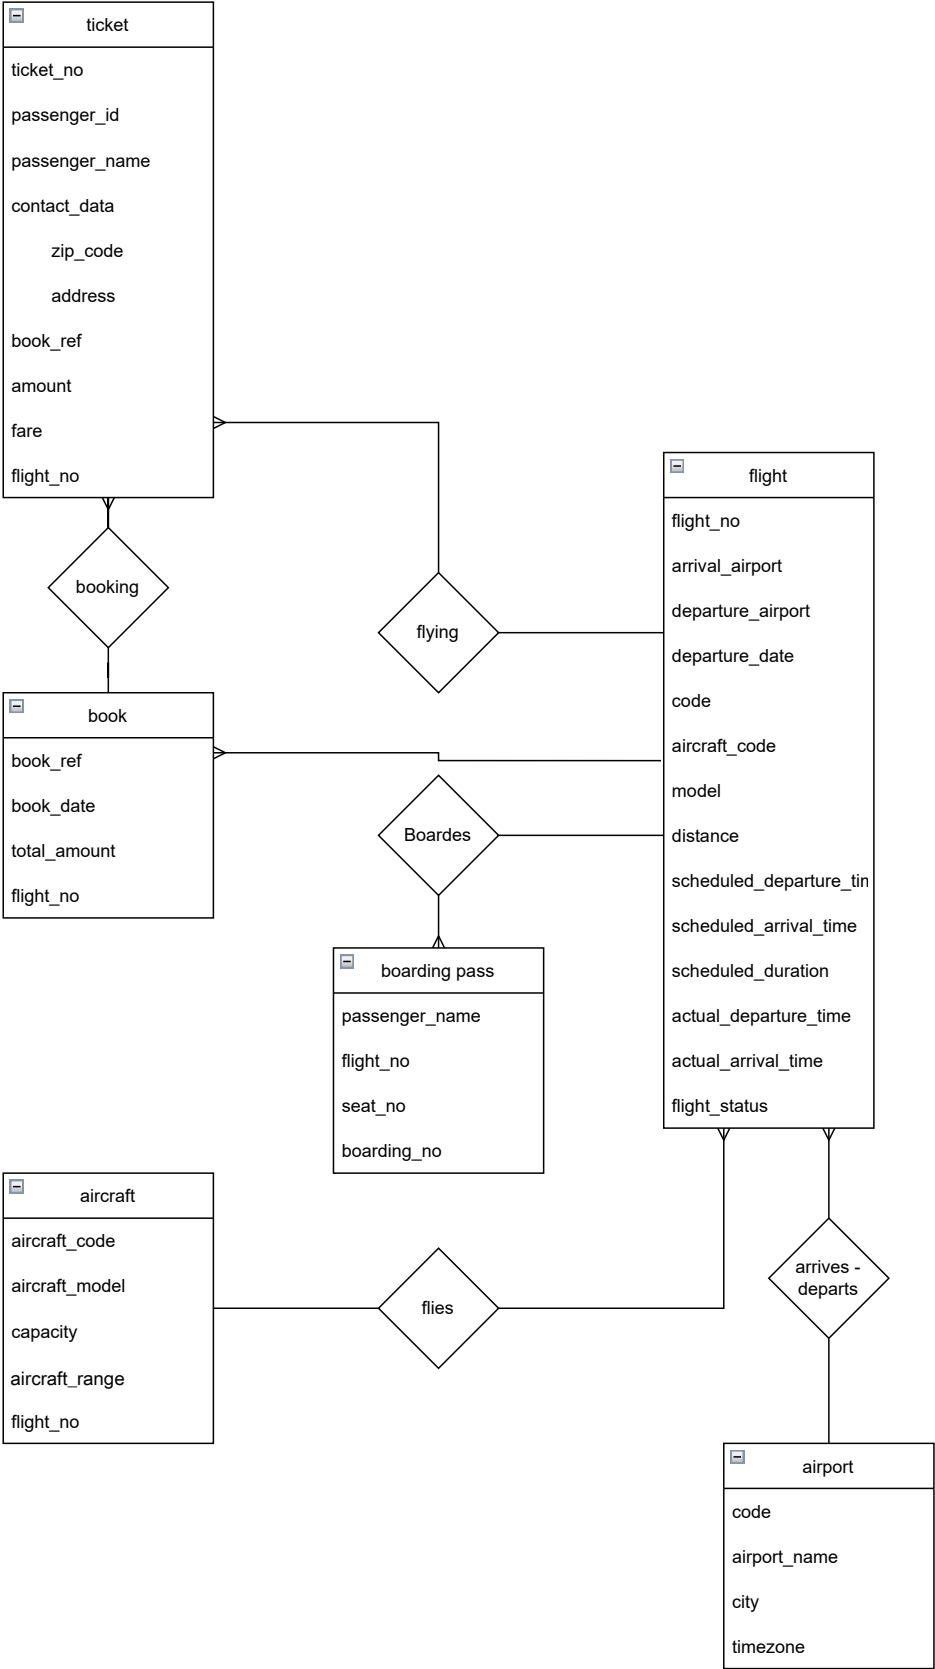 ticket
ticket_no
passenger_id
passenger_name
contact_data
zip_code
address
book_ref
amount
fare
flight_no
booking
book
book_ref
book_date
total_amount
flight_no
flying
flight
flight_no
arrival_airport
departure_airport
departure_date
code
aircraft_code
model
distance
scheduled_departure_tin
scheduled_arrival_time
scheduled_duration
actual_departure_time
actual_arrival_time
flight_status
Boardes
boarding pass
passenger_name
flight_no
seat_no
boarding_no
aircraft
aircraft_code
aircraft_model
capacity
aircraft_range
flight_no
flies
arrives -
departs
airport
code
airport_name
city
timezone